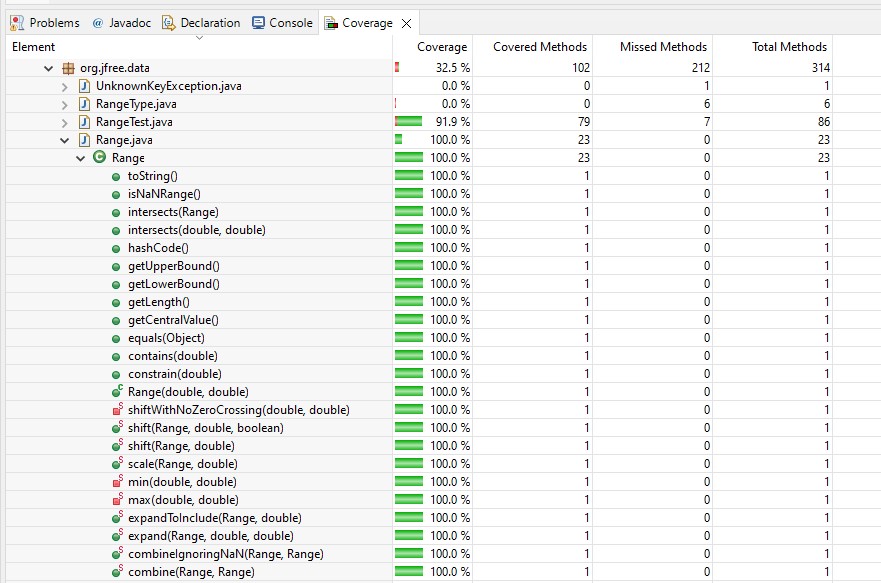 Problems @ Javadoc Declaration Console Coverage
Element Coverage Covered Methods Missed Methods Total Methods
org.jfree.data 32.5 % 102 212 314
UnknownKeyException.java 0.0 % 0 1 1
RangeType.java 0.0 % 0 6 6
RangeTest.java 91.9 % 79 7 86
Range.java 100.0 % 23 0 23
Range 100.0 % 23 0 23
toString() 100.0 % 1 0 1
isNaNRange() 100.0 % 1 0 1
intersects(Range) 100.0 % 1 0 1
intersects(double, double) 100.0 % 1 0 1
hashCode() 100.0 % 1 0 1
getUpperBound() 100.0 % 1 0 1
getLowerBound() 100.0 % 1 0 1
getLength() 100.0 % 1 0 1
getCentralValue() 100.0 % 1 0 1
equals(Object) 100.0 % 1 0 1
contains(double) 100.0 % 1 0 1
constrain(double) 100.0 % 1 0 1
Range(double, double) 100.0 % 1 0 1
shiftWithNoZeroCrossing(double, double) 100.0 % 1 0 1
shift(Range, double, boolean) 100.0 % 1 0 1
shift(Range, double) 100.0 % 1 0 1
scale(Range, double) 100.0 % 1 0 1
min(double, double) 100.0 % 1 0 1
max(double, double) 100.0 % 1 0 1
expandToInclude(Range, double) 100.0 % 1 0 1
expand(Range, double, double) 100.0 % 1 0 1
combineIgnoringNaN(Range, Range) 100.0 % 1 0 1
combine(Range, Range) 100.0 % 1 0 1